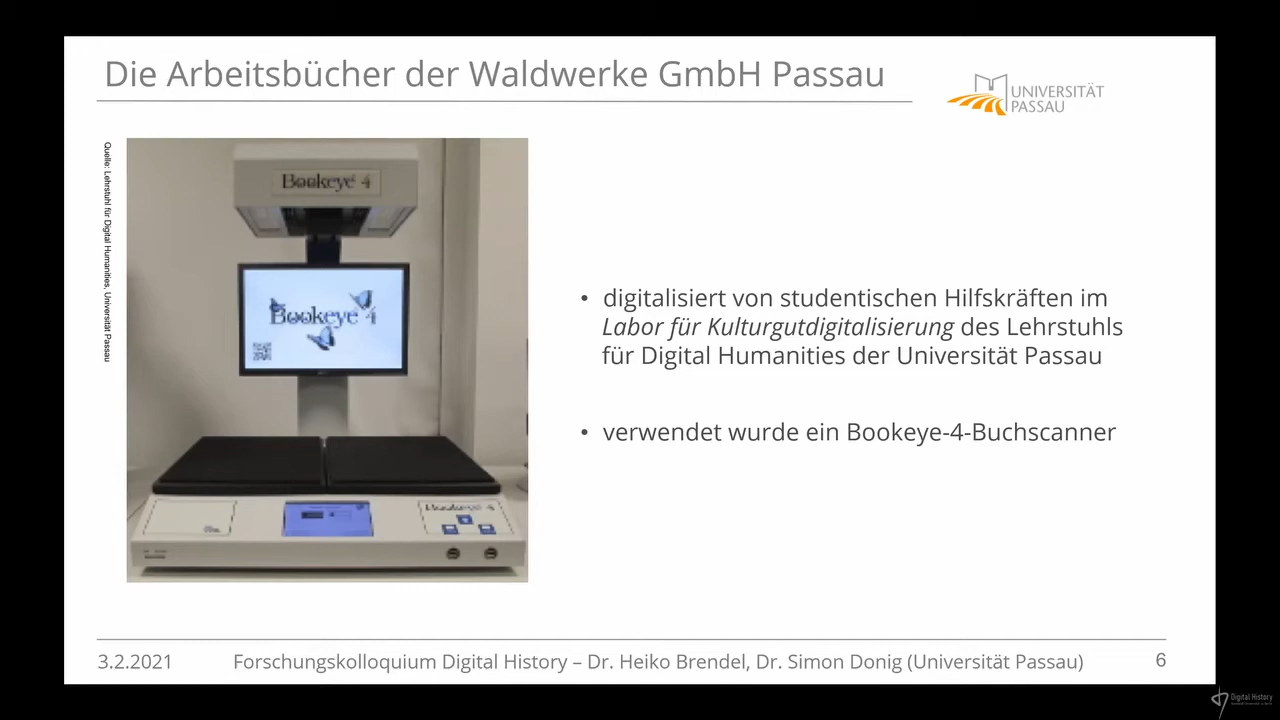 Die Arbeitsbücher der Waldwerke GmbH Passau
UNIVERSITÄT
PASSAU
Quelle: Lehrstuhl für Digital Humanities, Universität Passau
Bookeye 4
Bookeye 4
Bookeye 4
• digitalisiert von studentischen Hilfskräften im
Labor für Kulturgutdigitalisierung des Lehrstuhls
für Digital Humanities der Universität Passau
• verwendet wurde ein Bookeye-4-Buchscanner
3.2.2021
Forschungskolloquium Digital History – Dr. Heiko Brendel, Dr. Simon Donig (Universität Passau)
6
Digital History